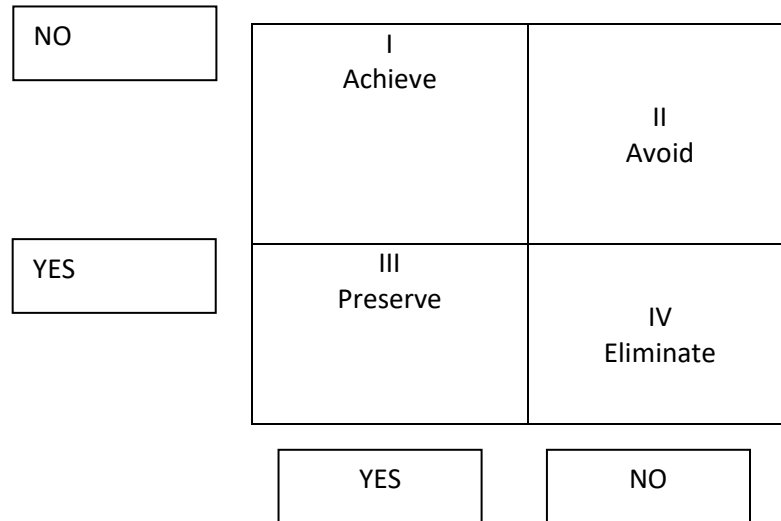 NO
I
Achieve
II
Avoid
YES
III
Preserve
IV
Eliminate
YES
NO